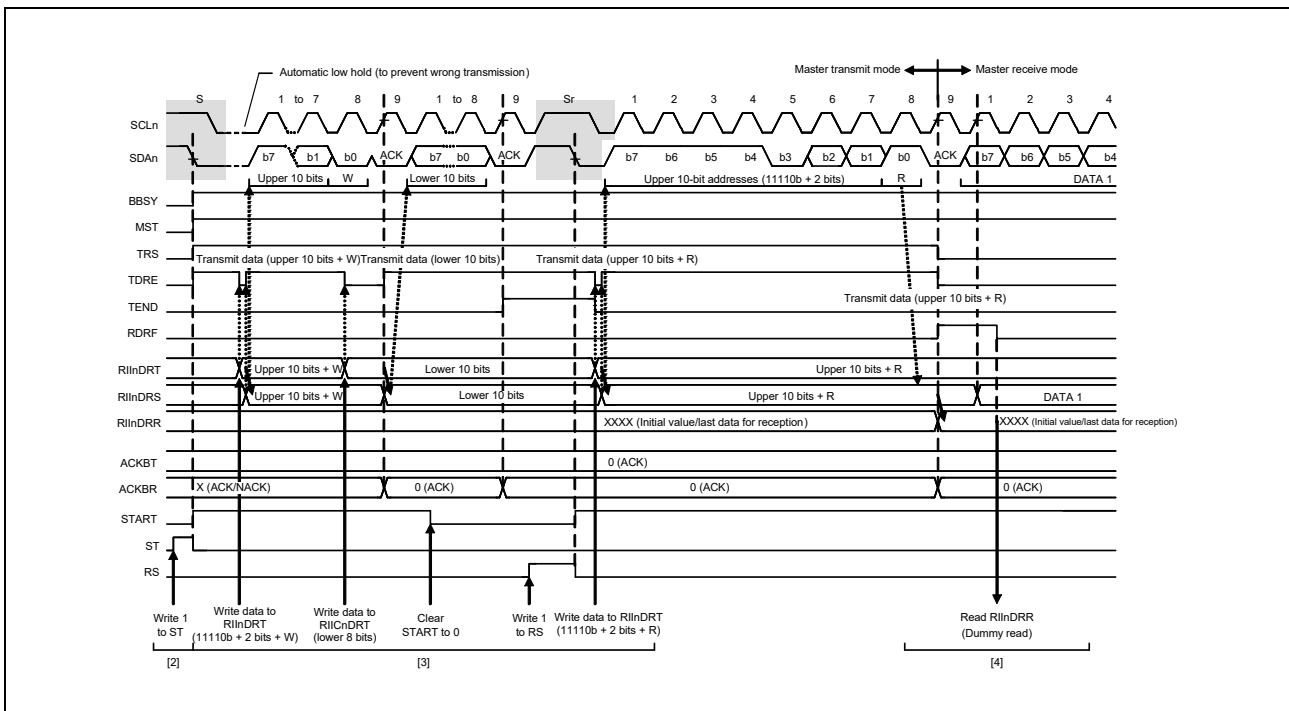 Automatic low hold (to prevent wrong transmission)
Master transmit mode Master receive mode
S 1 to 7 8 9 1 to 8 9 Sr 1 2 3 4 5 6 7 8 9 1 2 3 4
SCLn
SDAn b7 b1 b0 ACK b7 b0 ACK b7 b6 b5 b4 b3 b2 b1 b0 ACK b7 b6 b5 b4
Upper 10 bits W Lower 10 bits Upper 10-bit addresses (11110b + 2 bits) R DATA 1
BBSY
MST
TRS
Transmit data (upper 10 bits + W) Transmit data (lower 10 bits) Transmit data (upper 10 bits + R)
TDRE
TEND Transmit data (upper 10 bits + R)
RDRF
RIInDRT Upper 10 bits + W Lower 10 bits Upper 10 bits + R
RIInDRS Upper 10 bits + W Lower 10 bits Upper 10 bits + R DATA 1
RIInDRR XXXX (Initial value/last data for reception) XXXX (Initial value/last data for reception)
ACKBT 0 (ACK)
ACKBR X (ACK/NACK) 0 (ACK) 0 (ACK) 0 (ACK)
START
ST
RS
Write 1
to ST
Write data to
RIInDRT
(11110b + 2 bits + W)
Write data to
RIICnDRT
(lower 8 bits)
Clear
START to 0
Write 1
to RS
Write data to RIInDRT
(11110b + 2 bits + R)
Read RIInDRR
(Dummy read)
[2] [3] [4]